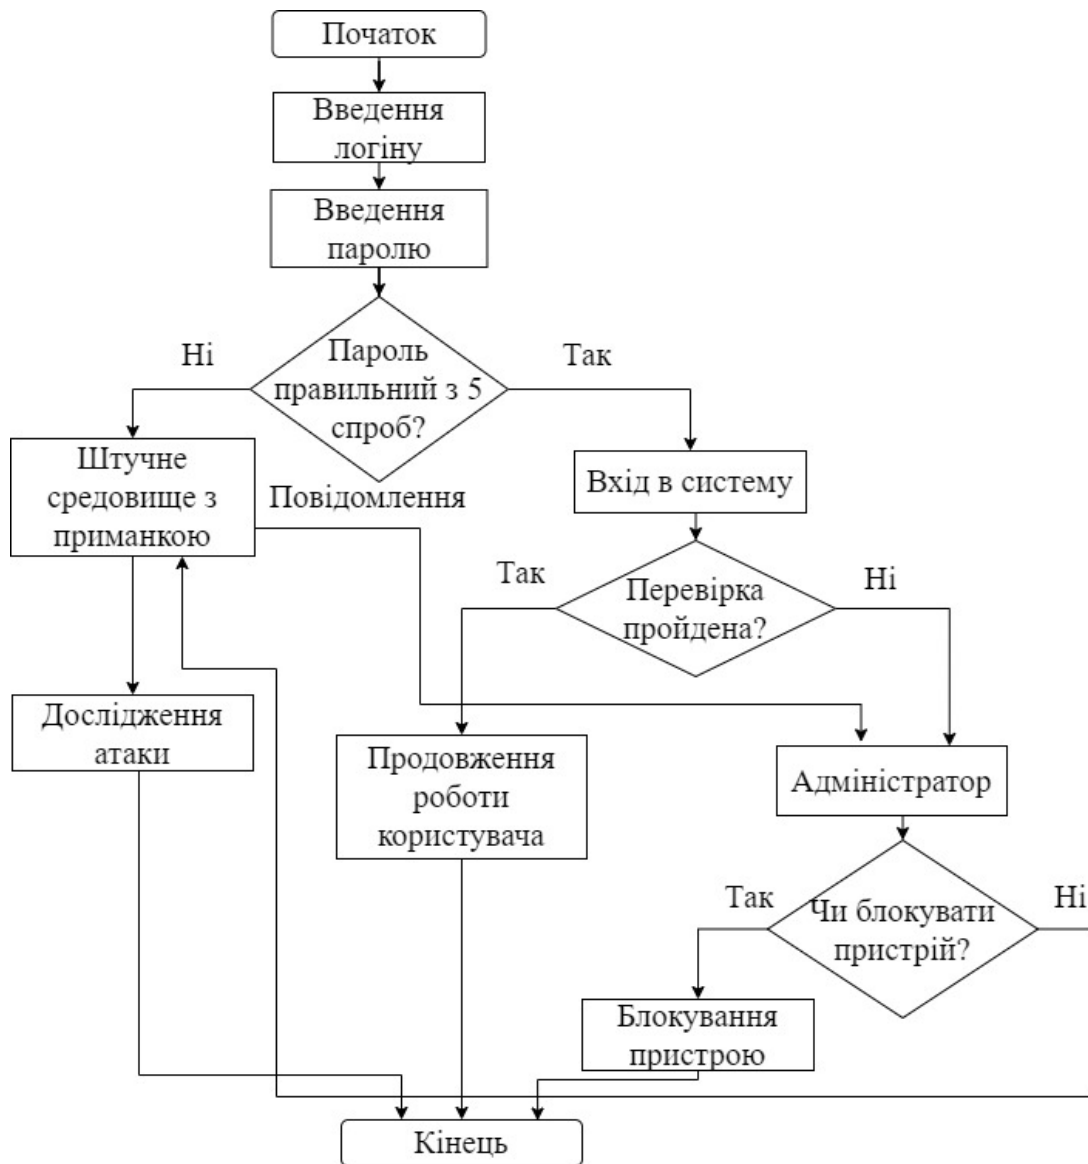 Початок
Введення
логіну
Введення
паролю
Ні
Пароль
правильний з 5
спроб?
Так
Штучне
средовище з
приманкою
Повідомлення
Вхід в систему
Так
Перевірка
пройдена?
Ні
Дослідження
атаки
Продовження
роботи
користувача
Адміністратор
Так
Чи блокувати
пристрій?
Ні
Блокування
пристрою
Кінець